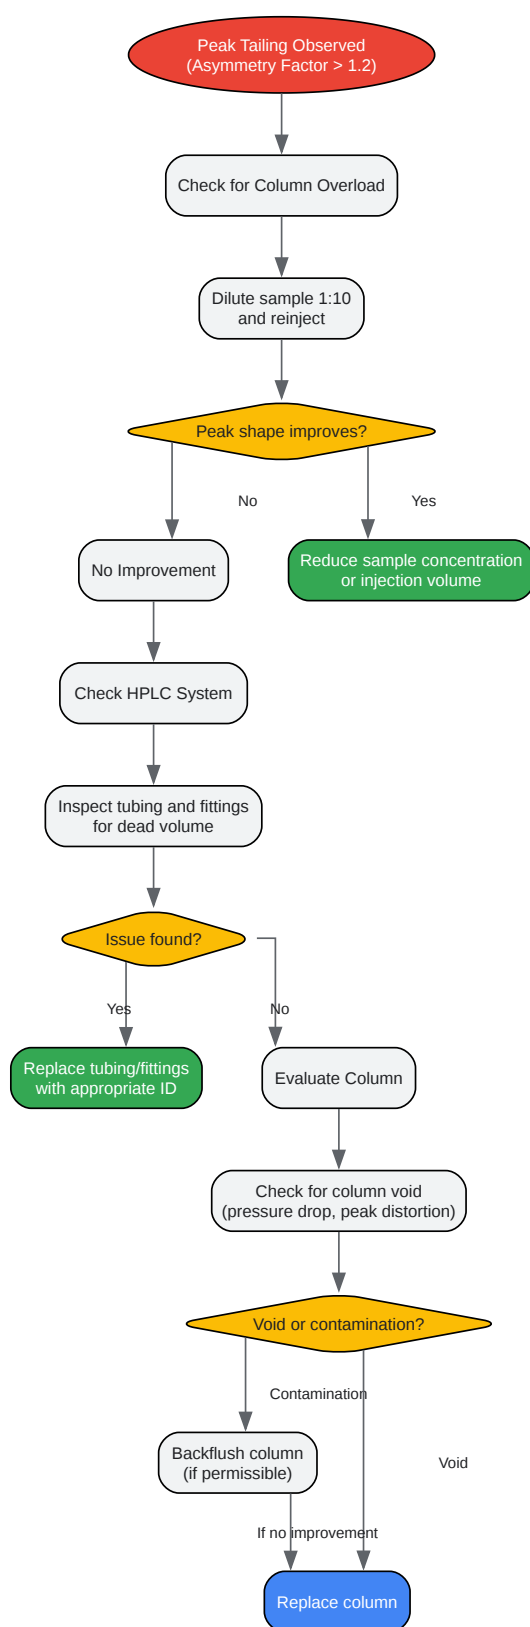 Peak Tailing Observed
(Asymmetry Factor > 1.2)
Check for Column Overload
Dilute sample 1:10
and reinject
Peak shape improves?
No
Yes
No Improvement
Reduce sample concentration
or injection volume
Check HPLC System
Inspect tubing and fittings
for dead volume
Issue found?
Yes
No
Replace tubing/fittings
with appropriate ID
Evaluate Column
Check for column void
(pressure drop, peak distortion)
Void or contamination?
Contamination
Backflush column
(if permissible)
Void
If no improvement
Replace column